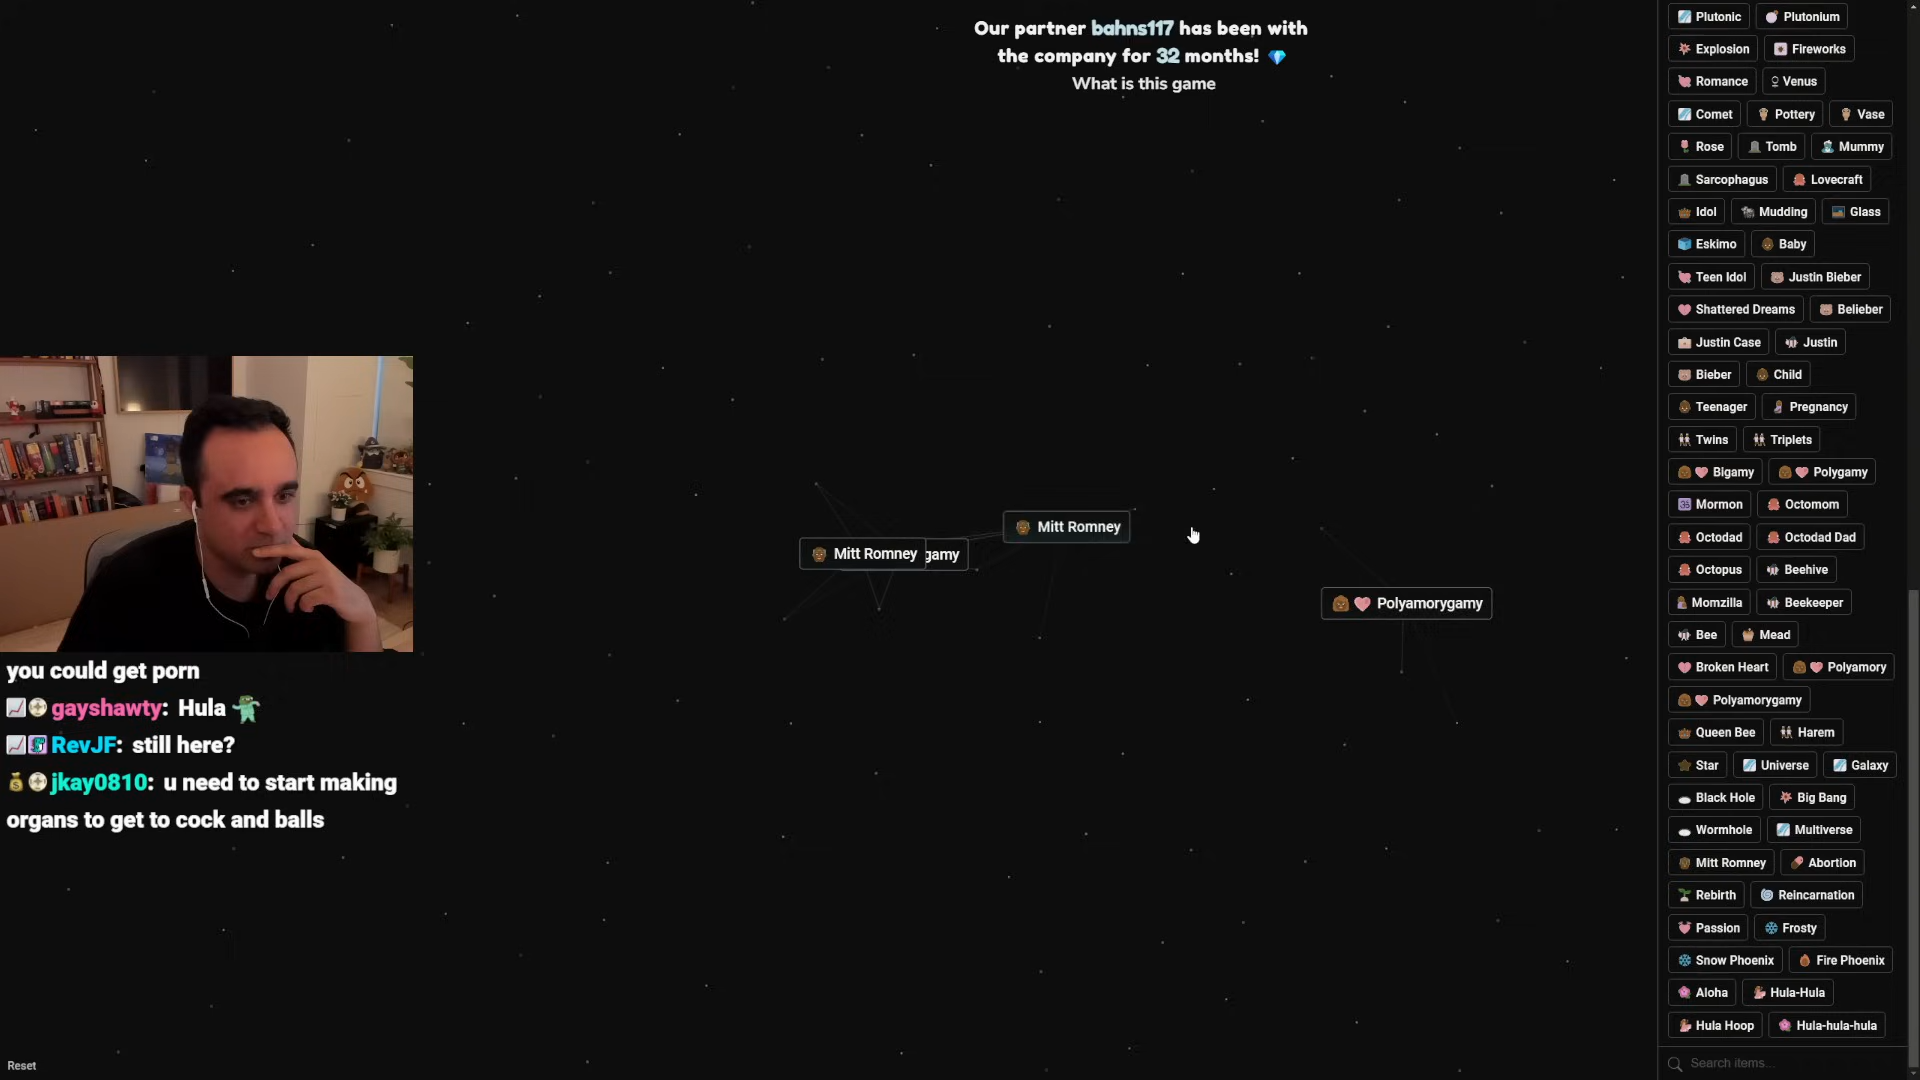 Our partner bahns117 has been with
the company for 32 months!
What is this game
Mitt Romney
Mitt Romney
gamy
Polyamorygamy
you could get porn
gayshawty: Hula
RevJF: still here?
jkay0810: u need to start making
organs to get to cock and balls
Reset
Plutonic Plutonium
Explosion Fireworks
Romance Venus
Comet Pottery Vase
Rose Tomb Mummy
Sarcophagus Lovecraft
Idol Mudding Glass
Eskimo Baby
Teen Idol Justin Bieber
Shattered Dreams Belieber
Justin Case Justin
Bieber Child
Teenager Pregnancy
Twins Triplets
Bigamy Polygamy
Mormon Octomom
Octodad Octodad Dad
Octopus Beehive
Momzilla Beekeeper
Bee Mead
Broken Heart Polyamory
Polyamorygamy
Queen Bee Harem
Star Universe Galaxy
Black Hole Big Bang
Wormhole Multiverse
Mitt Romney Abortion
Rebirth Reincarnation
Passion Frosty
Snow Phoenix Fire Phoenix
Aloha Hula-Hula
Hula Hoop Hula-hula-hula
Search items...